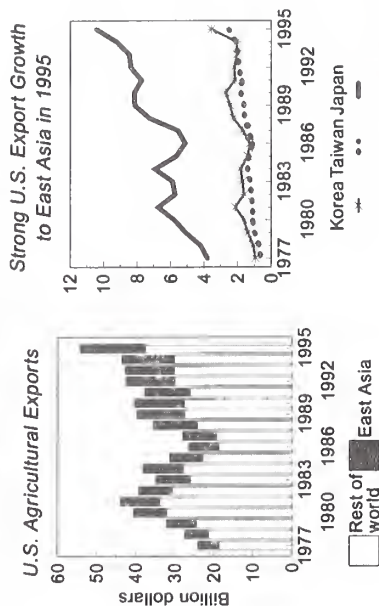 U.S. Agricultural Exports
Billion dollars
60
50
40
30
20
10
0
1977 1980 1983 1986 1989 1992 1995
Rest of
world
East Asia
Strong U.S. Export Growth
to East Asia in 1995
12
10
8
6
4
2
0
1977 1980 1983 1986 1989 1992 1995
Korea Taiwan Japan